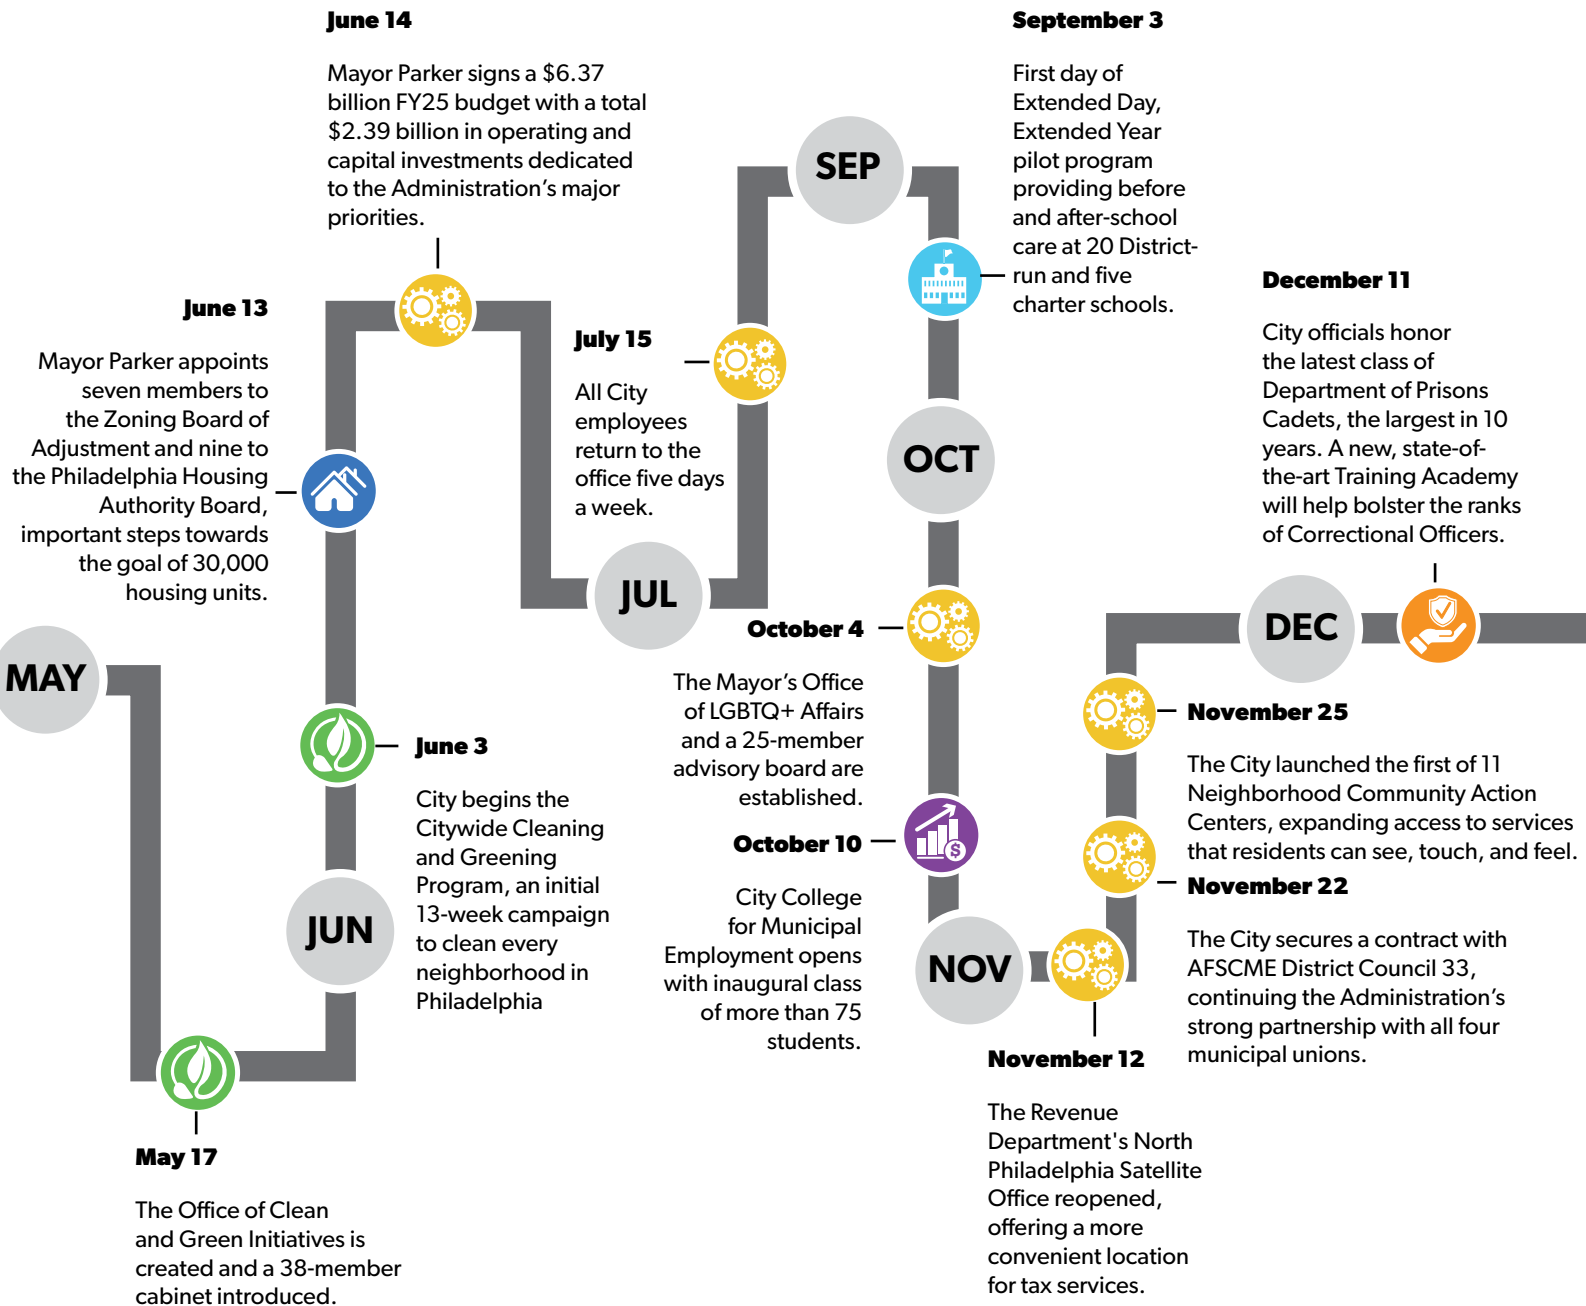 MAY
May 17
The Office of Clean
and Green Initiatives is
created and a 38-member
cabinet introduced.
JUN
June 3
City begins the
Citywide Cleaning
and Greening
Program, an initial
13-week campaign
to clean every
neighborhood in
Philadelphia
June 13
Mayor Parker appoints
seven members to
the Zoning Board of
Adjustment and nine to
the Philadelphia Housing
Authority Board,
important steps towards
the goal of 30,000
housing units.
June 14
Mayor Parker signs a $6.37
billion FY25 budget with a total
$2.39 billion in operating and
capital investments dedicated
to the Administration’s major
priorities.
JUL
July 15
All City
employees
return to the
office five days
a week.
SEP
September 3
First day of
Extended Day,
Extended Year
pilot program
providing before
and after-school
care at 20 District-
run and five
charter schools.
OCT
October 4
The Mayor’s Office
of LGBTQ+ Affairs
and a 25-member
advisory board are
established.
October 10
City College
for Municipal
Employment opens
with inaugural class
of more than 75
students.
$
NOV
November 12
The Revenue
Department's North
Philadelphia Satellite
Office reopened,
offering a more
convenient location
for tax services.
November 22
The City secures a contract with
AFSCME District Council 33,
continuing the Administration’s
strong partnership with all four
municipal unions.
November 25
The City launched the first of 11
Neighborhood Community Action
Centers, expanding access to services
that residents can see, touch, and feel.
DEC
December 11
City officials honor
the latest class of
Department of Prisons
Cadets, the largest in 10
years. A new, state-of-
the-art Training Academy
will help bolster the ranks
of Correctional Officers.